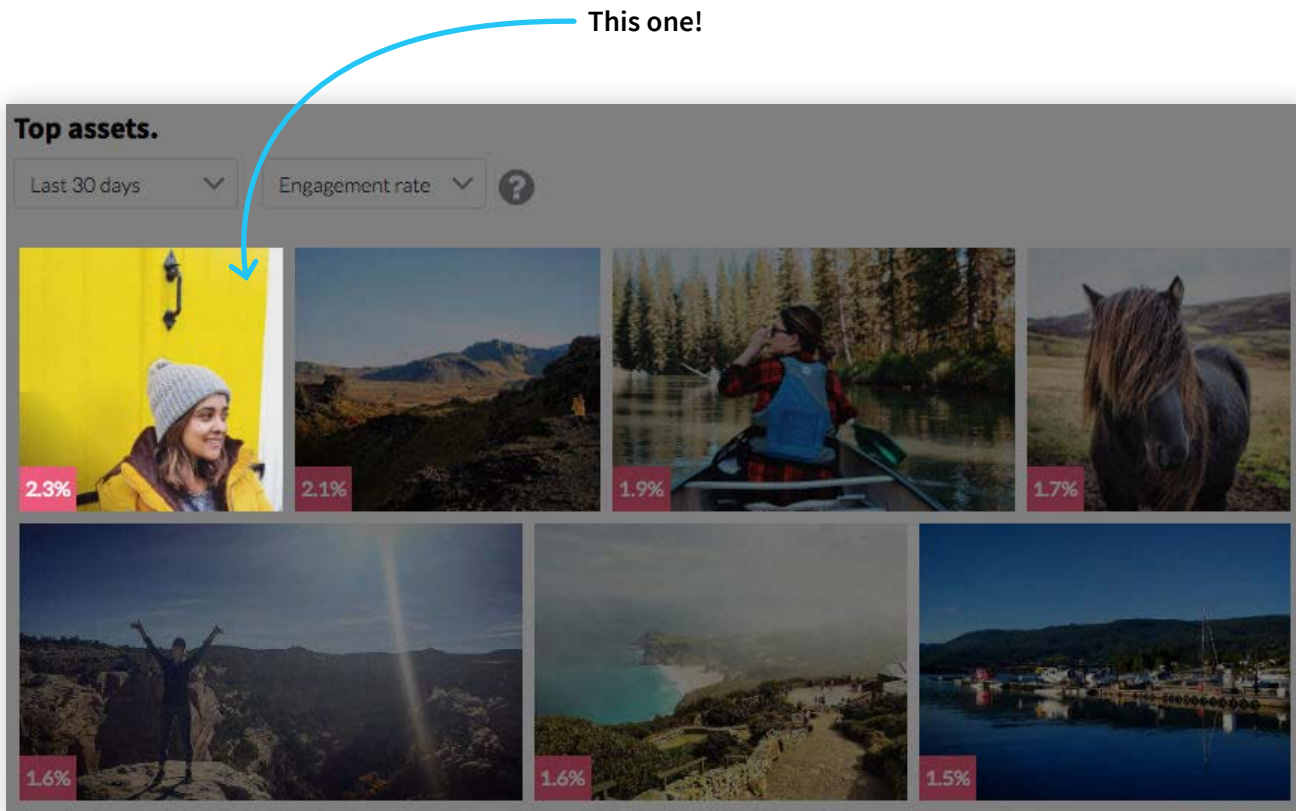 This one!
Top assets.
Last 30 days
Engagement rate
?
2.3%
2.1%
1.9%
1.7%
1.6%
1.6%
1.5%